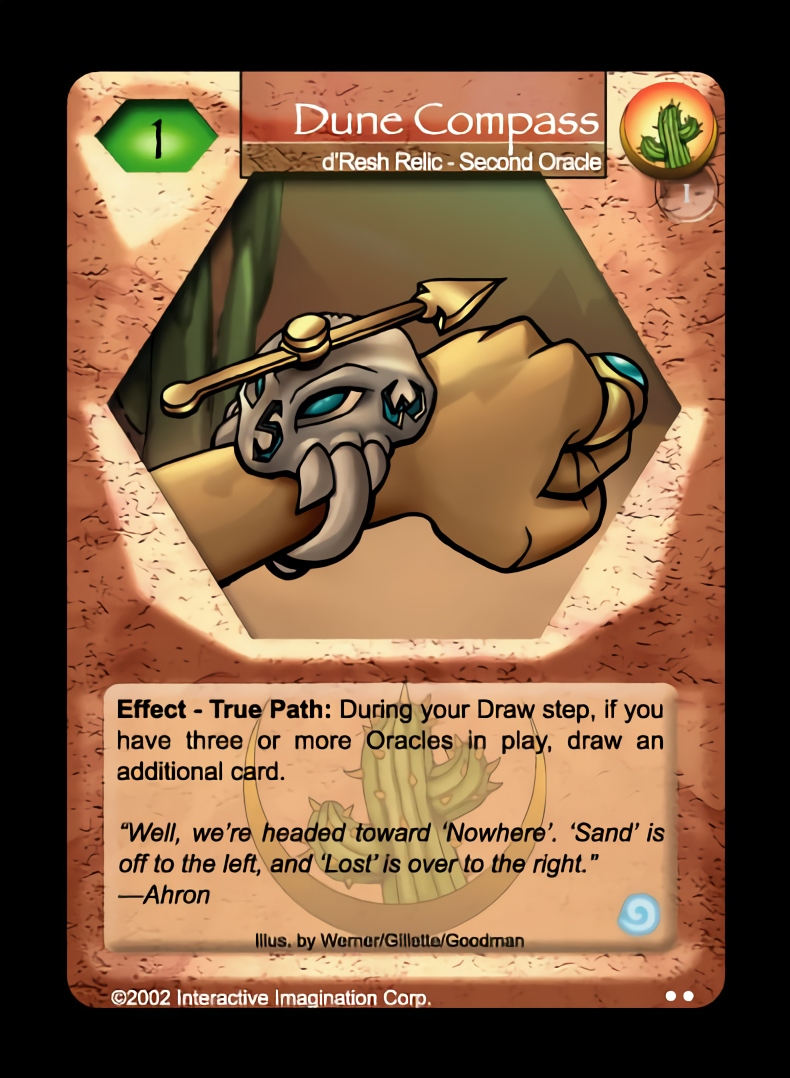 1
Dune Compass
d'Resh Relic - Second Oracle
1
S
W
Effect - True Path: During your Draw step, if you
have three or more Oracles in play, draw an
additional card.
“Well, we’re headed toward ‘Nowhere’. ‘Sand’ is
off to the left, and ‘Lost’ is over to the right.”
—Ahron
Illus. by Werner/Gillette/Goodman
©2002 Interactive Imagination Corp.